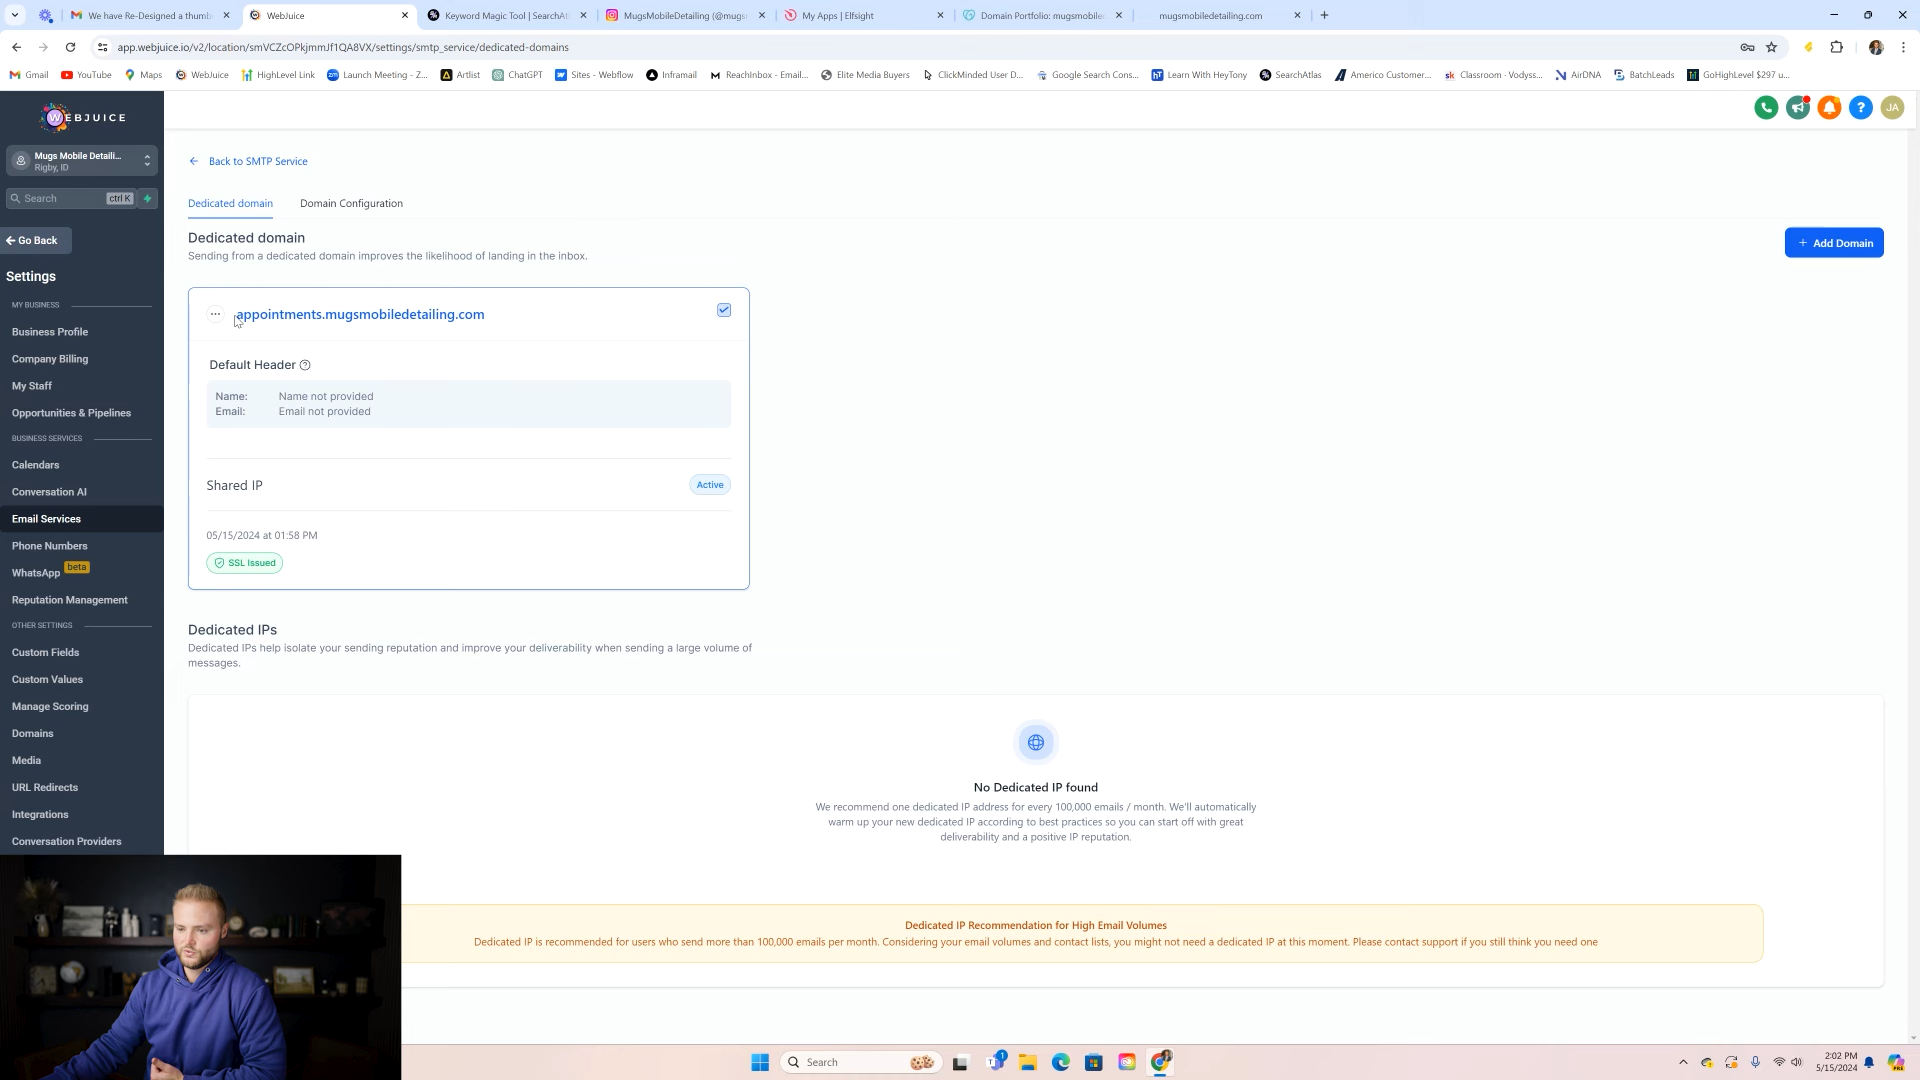 We have Re-Designed a thumb
WebJuice
Keyword Magic Tool | SearchAtl
MugsMobileDetailing (@mugsr
My Apps | Elfsight
Domain Portfolio: mugsmobiled
mugsmobiledetailing.com
app.webjuice.io/v2/location/smVCZcOPkjmmJf1QA8VX/settings/smtp_service/dedicated-domains
Gmail
YouTube
Maps
WebJuice
HighLevel Link
Launch Meeting - Z...
Artlist
ChatGPT
Sites - Webflow
Inframail
ReachInbox - Email...
Elite Media Buyers
ClickMinded User D...
Google Search Cons...
Learn With HeyTony
SearchAtlas
Americo Customer...
Classroom · Vodyss...
AirDNA
BatchLeads
GoHighLevel $297 u...
WEBJUICE
JA
Mugs Mobile Detaili...
Rigby, ID
Search ctrl K
Go Back
Settings
MY BUSINESS
Business Profile
Company Billing
My Staff
Opportunities & Pipelines
BUSINESS SERVICES
Calendars
Conversation AI
Email Services
Phone Numbers
WhatsApp beta
Reputation Management
OTHER SETTINGS
Custom Fields
Custom Values
Manage Scoring
Domains
Media
URL Redirects
Integrations
Conversation Providers
Back to SMTP Service
Dedicated domain
Domain Configuration
Dedicated domain
Sending from a dedicated domain improves the likelihood of landing in the inbox.
+ Add Domain
appointments.mugsmobiledetailing.com
Default Header
Name: Name not provided
Email: Email not provided
Shared IP
Active
05/15/2024 at 01:58 PM
SSL Issued
Dedicated IPs
Dedicated IPs help isolate your sending reputation and improve your deliverability when sending a large volume of
messages.
No Dedicated IP found
We recommend one dedicated IP address for every 100,000 emails / month. We'll automatically
warm up your new dedicated IP according to best practices so you can start off with great
deliverability and a positive IP reputation.
Dedicated IP Recommendation for High Email Volumes
Dedicated IP is recommended for users who send more than 100,000 emails per month. Considering your email volumes and contact lists, you might not need a dedicated IP at this moment. Please contact support if you still think you need one
Search
1
2:02 PM
5/15/2024